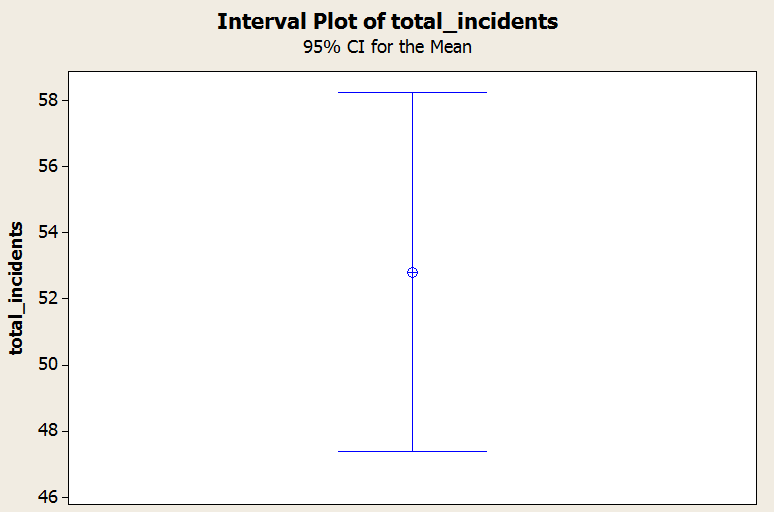 Interval Plot of total_incidents
95% CI for the Mean
58
56
54
52
50
48
46
total_incidents